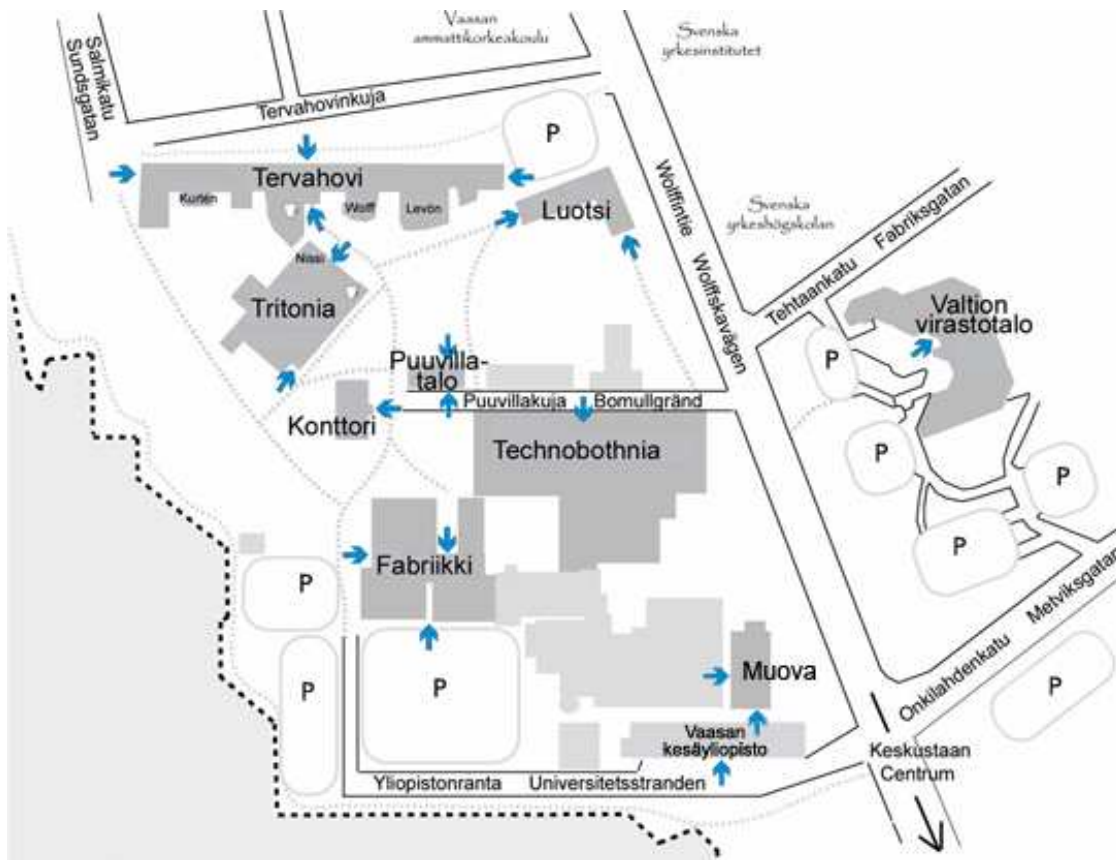 Vaasan
ammattikorkeakoulu
Svenska
yrkesinstitutet
Salmikatu
Sundsgatan
Tervahovinkuja
P
Tervahovi
Kurtén
Wolff
Levón
Luotsi
Wolffintie Wolffskavägen
Svenska
yrkeshögskolan
Tehtaankatu Fabriksgatan
Nissi
Tritonia
Valtion
virastotalo
P
Puuvilla-
talo
Puuvillakuja Bomullgränd
Konttori
Technobothnia
P
P
P
Fabriikki
P
P
P
Muova
P
Onkilahdenkatu Metviksgatan
Vaasan
kesäyliopisto
Yliopistonranta Universitetsstranden
Keskustaan
Centrum